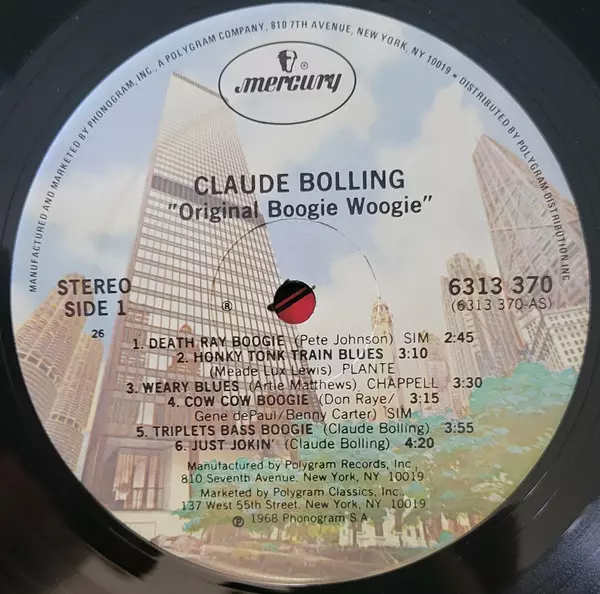 MANUFACTURED AND MARKETED BY PHONOGRAM, INC., A POLYGRAM COMPANY, 810 7TH AVENUE, NEW YORK, NY 10019 • DISTRIBUTED BY POLYGRAM DISTRIBUTION, INC
®
mercury
CLAUDE BOLLING
"Original Boogie Woogie"
STEREO
SIDE 1
26
®
6313 370
(6313 370-AS)
1. DEATH RAY BOOGIE (Pete Johnson) SIM 2:45
2. HONKY TONK TRAIN BLUES 3:10
(Meade Lux Lewis) PLANTE
3. WEARY BLUES (Artie Matthews) CHAPPELL 3:30
4. COW COW BOOGIE (Don Raye/ 3:15
Gene dePaul/Benny Carter) SIM
5. TRIPLETS BASS BOOGIE (Claude Bolling) 3:55
6. JUST JOKIN' (Claude Bolling) 4:20
Manufactured by Polygram Records, Inc.,
810 Seventh Avenue, New York, NY 10019
Marketed by Polygram Classics, Inc.,
137 West 55th Street, New York, NY 10019
℗ 1968 Phonogram S.A.